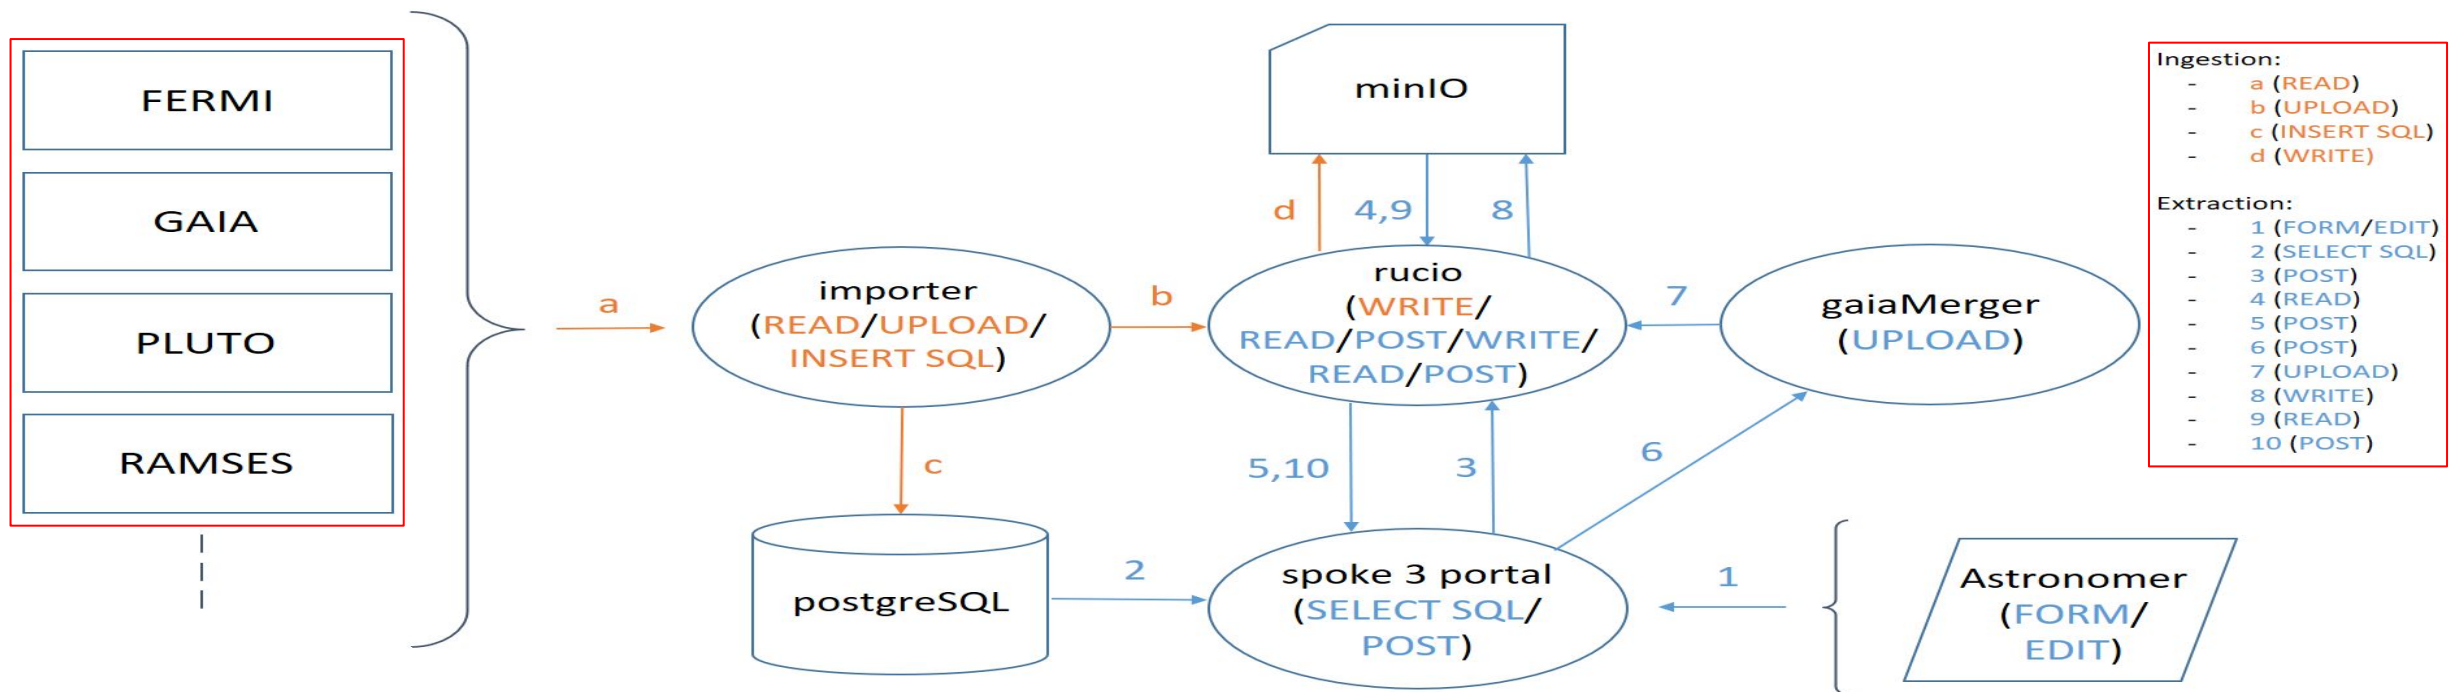 FERMI
GAIA
PLUTO
RAMSES
a
importer
(READ/UPLOAD/
INSERT SQL)
b
c
postgreSQL
2
minIO
d
4,9
8
rucio
(WRITE/
READ/POST/WRITE/
READ/POST)
5,10
3
spoke 3 portal
(SELECT SQL/
POST)
7
gaiaMerger
(UPLOAD)
6
1
Astronomer
(FORM/
EDIT)
Ingestion:
- a (READ)
- b (UPLOAD)
- c (INSERT SQL)
- d (WRITE)
Extraction:
- 1 (FORM/EDIT)
- 2 (SELECT SQL)
- 3 (POST)
- 4 (READ)
- 5 (POST)
- 6 (POST)
- 7 (UPLOAD)
- 8 (WRITE)
- 9 (READ)
- 10 (POST)